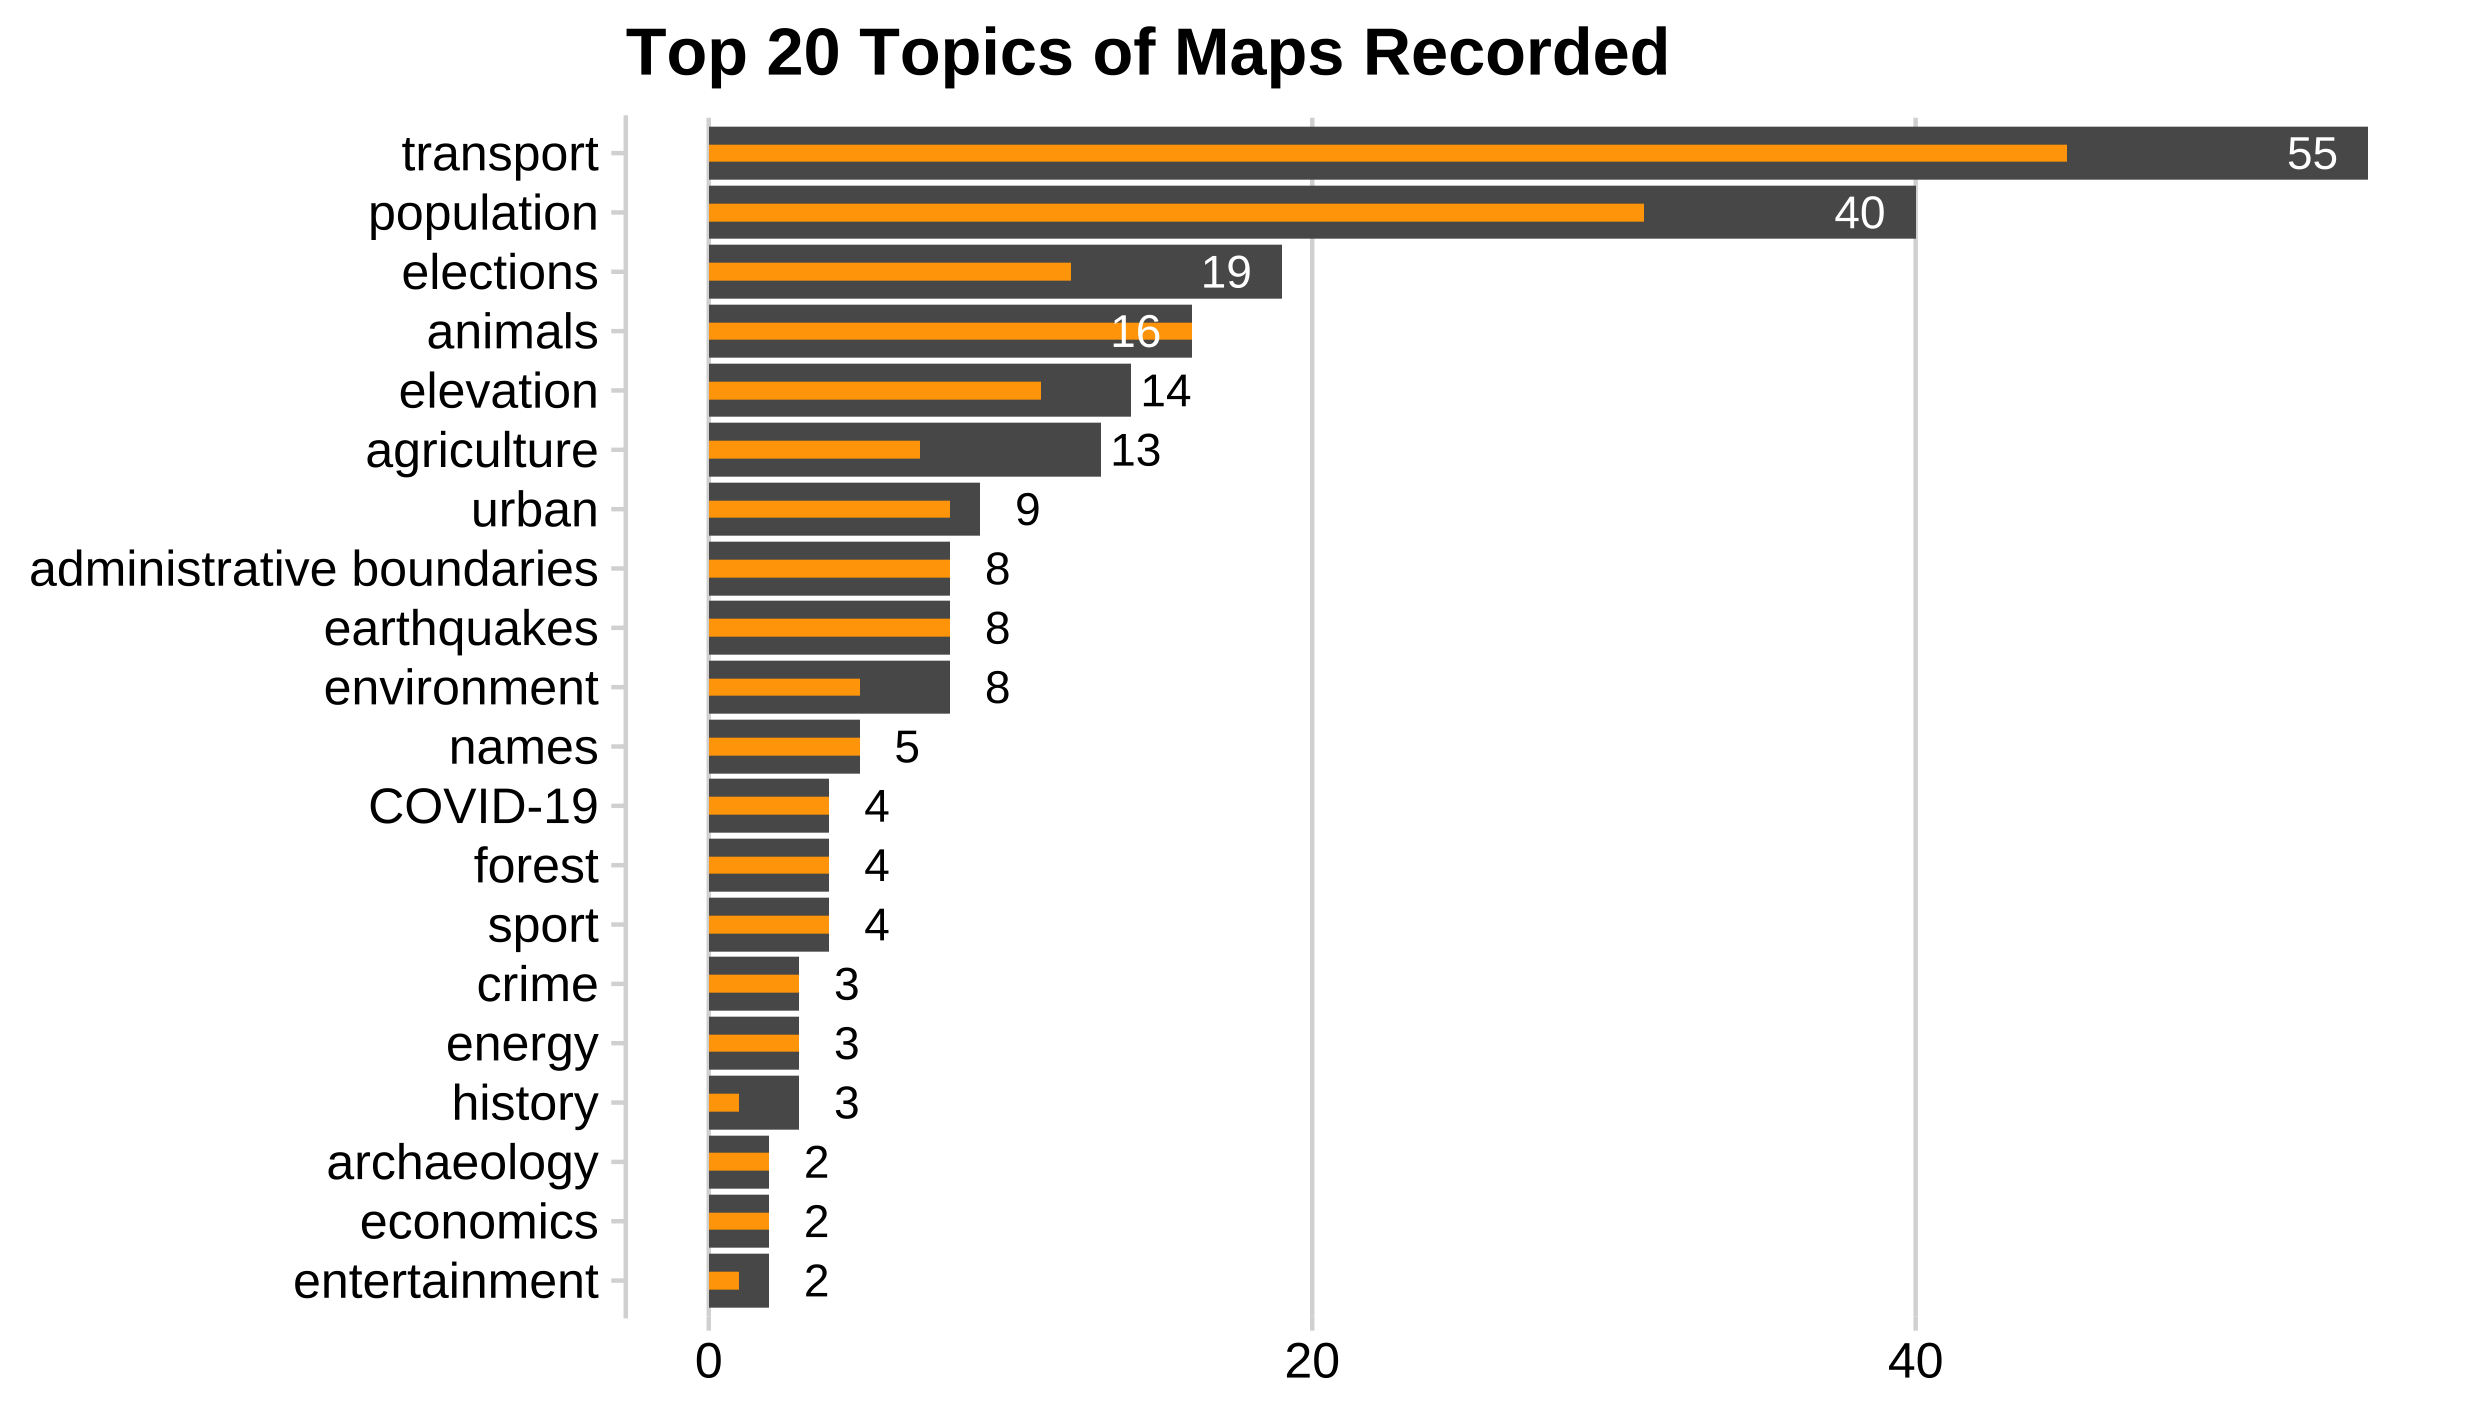 Top 20 Topics of Maps Recorded
transport 55
population 40
elections 19
animals 16
elevation 14
agriculture 13
urban 9
administrative boundaries 8
earthquakes 8
environment 8
names 5
COVID-19 4
forest 4
sport 4
crime 3
energy 3
history 3
archaeology 2
economics 2
entertainment 2
0 20 40